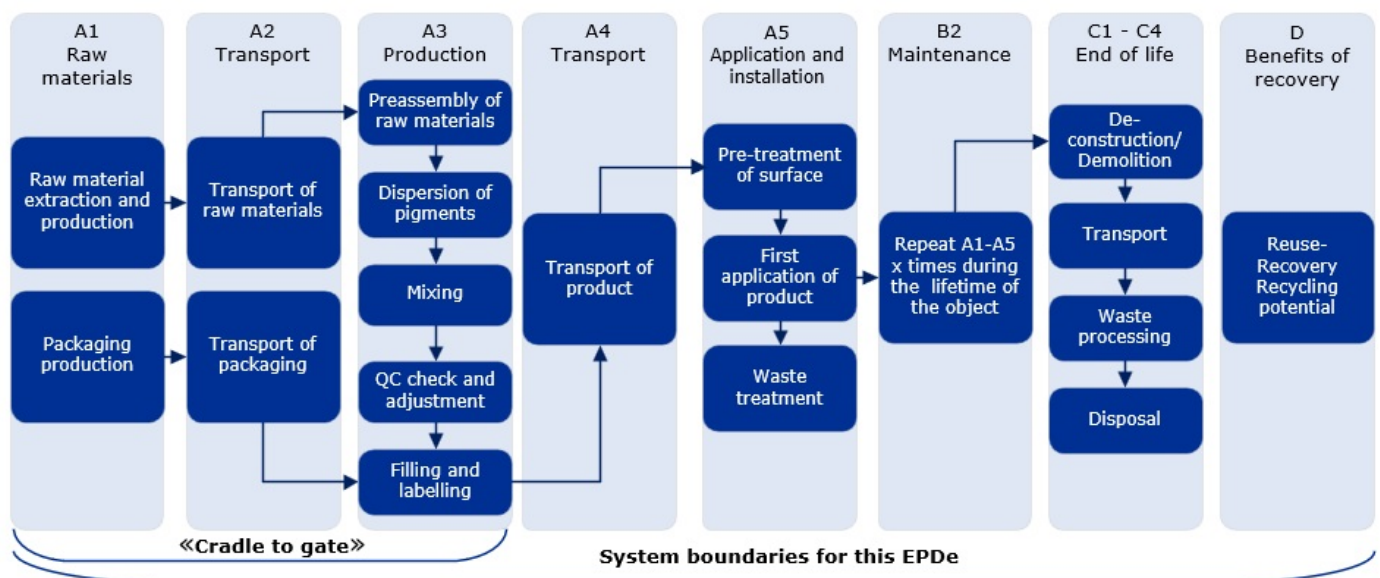 A1
Raw
materials
A2
Transport
A3
Production
A4
Transport
A5
Application and
installation
B2
Maintenance
C1 - C4
End of life
D
Benefits of
recovery
Raw material
extraction and
production
Packaging
production
Transport of
raw materials
Transport of
packaging
Preassembly of
raw materials
Dispersion of
pigments
Mixing
QC check and
adjustment
Filling and
labelling
Transport of
product
Pre-treatment
of surface
First
application of
product
Waste
treatment
Repeat A1-A5
x times during
the lifetime of
the object
De-
construction/
Demolition
Transport
Waste
processing
Disposal
Reuse-
Recovery
Recycling
potential
«Cradle to gate»
System boundaries for this EPDe